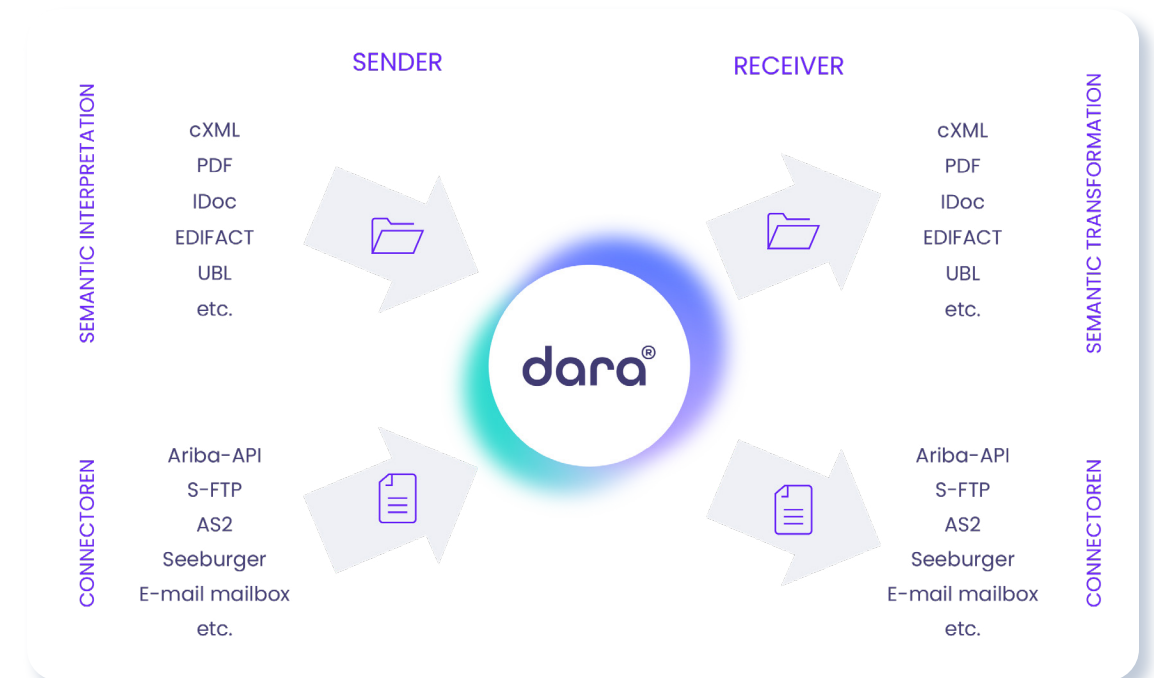 SENDER
RECEIVER
SEMANTIC INTERPRETATION
cXML
PDF
IDoc
EDIFACT
UBL
etc.
cXML
PDF
IDoc
EDIFACT
UBL
etc.
SEMANTIC TRANSFORMATION
dara®
CONNECTOREN
Ariba-API
S-FTP
AS2
Seeburger
E-mail mailbox
etc.
Ariba-API
S-FTP
AS2
Seeburger
E-mail mailbox
etc.
CONNECTOREN